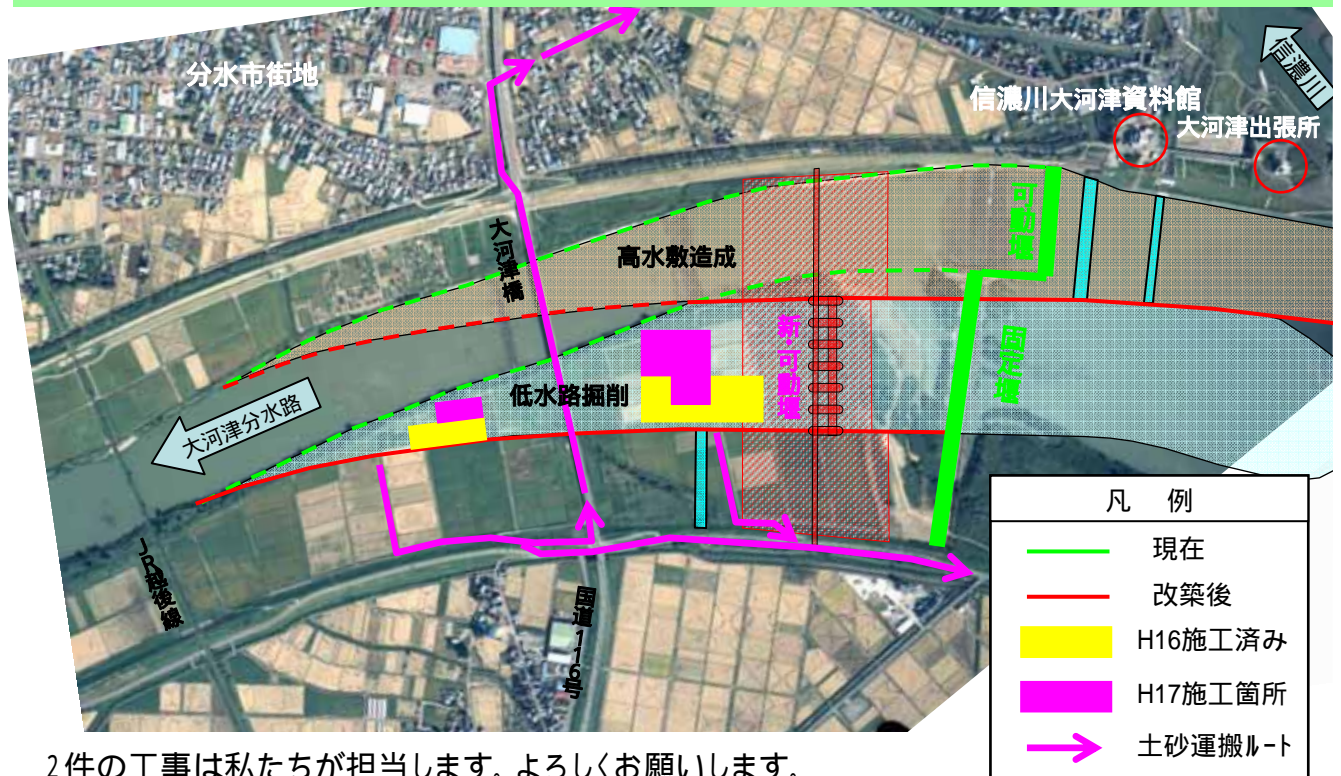 分水市街地
信濃川
信濃川大河津資料館
大河津出張所
可動堰
大河津橋
高水敷造成
新・可動堰
固定堰
低水路掘削
大河津分水路
JR越後線
国道116号
凡 例
現在
改築後
H16施工済み
H17施工箇所
土砂運搬ルート
2件の工事は私たちが担当します。よろしくお願いします。